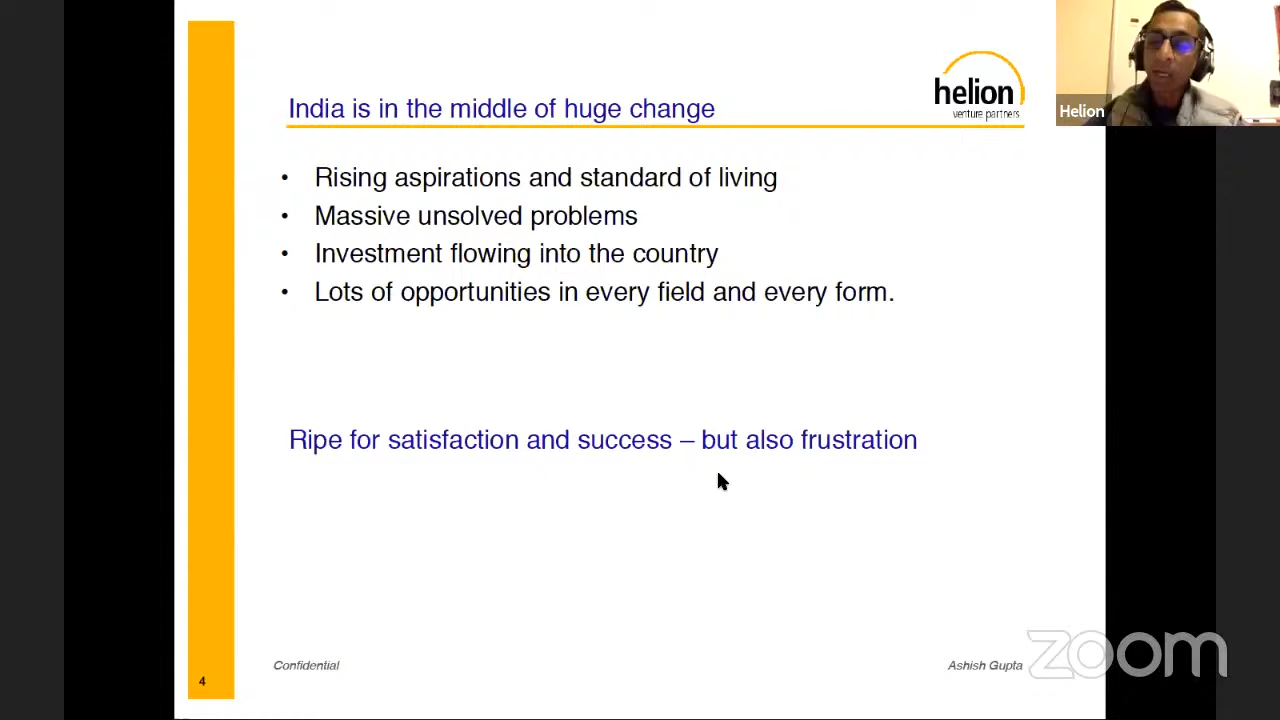 India is in the middle of huge change
helion
venture partners
Helion
• Rising aspirations and standard of living
• Massive unsolved problems
• Investment flowing into the country
• Lots of opportunities in every field and every form.
Ripe for satisfaction and success – but also frustration
Confidential
Ashish Gupta
zoom
4